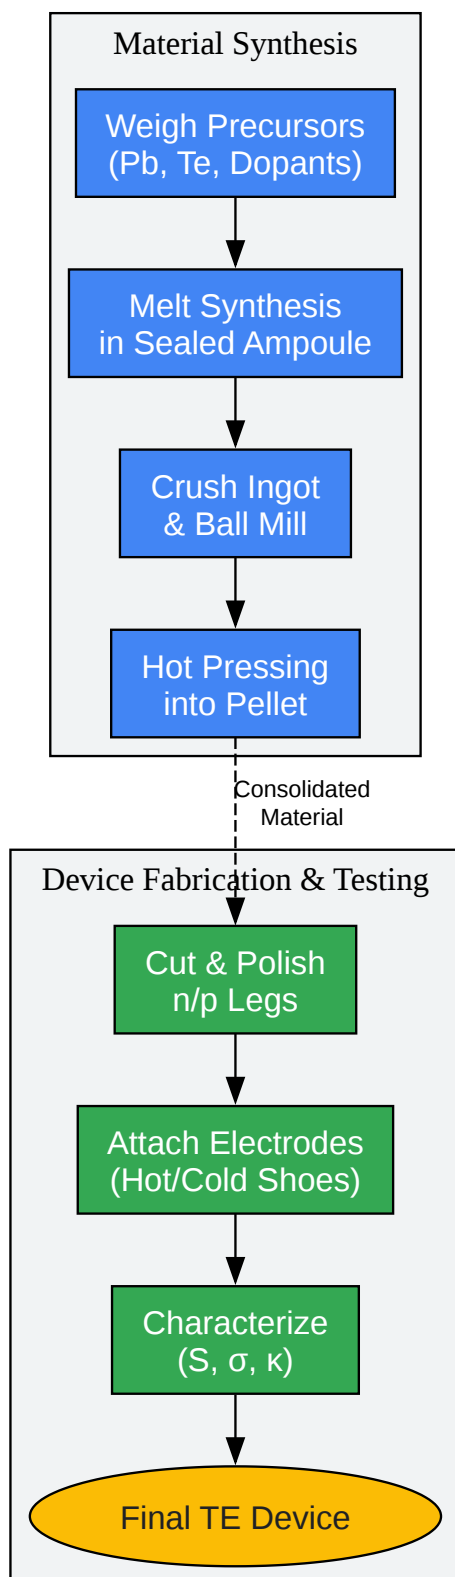 Material Synthesis
Weigh Precursors
(Pb, Te, Dopants)
Melt Synthesis
in Sealed Ampoule
Crush Ingot
& Ball Mill
Hot Pressing
into Pellet
Consolidated
Material
Device Fabrication & Testing
Cut & Polish
n/p Legs
Attach Electrodes
(Hot/Cold Shoes)
Characterize
(S, σ, κ)
Final TE Device